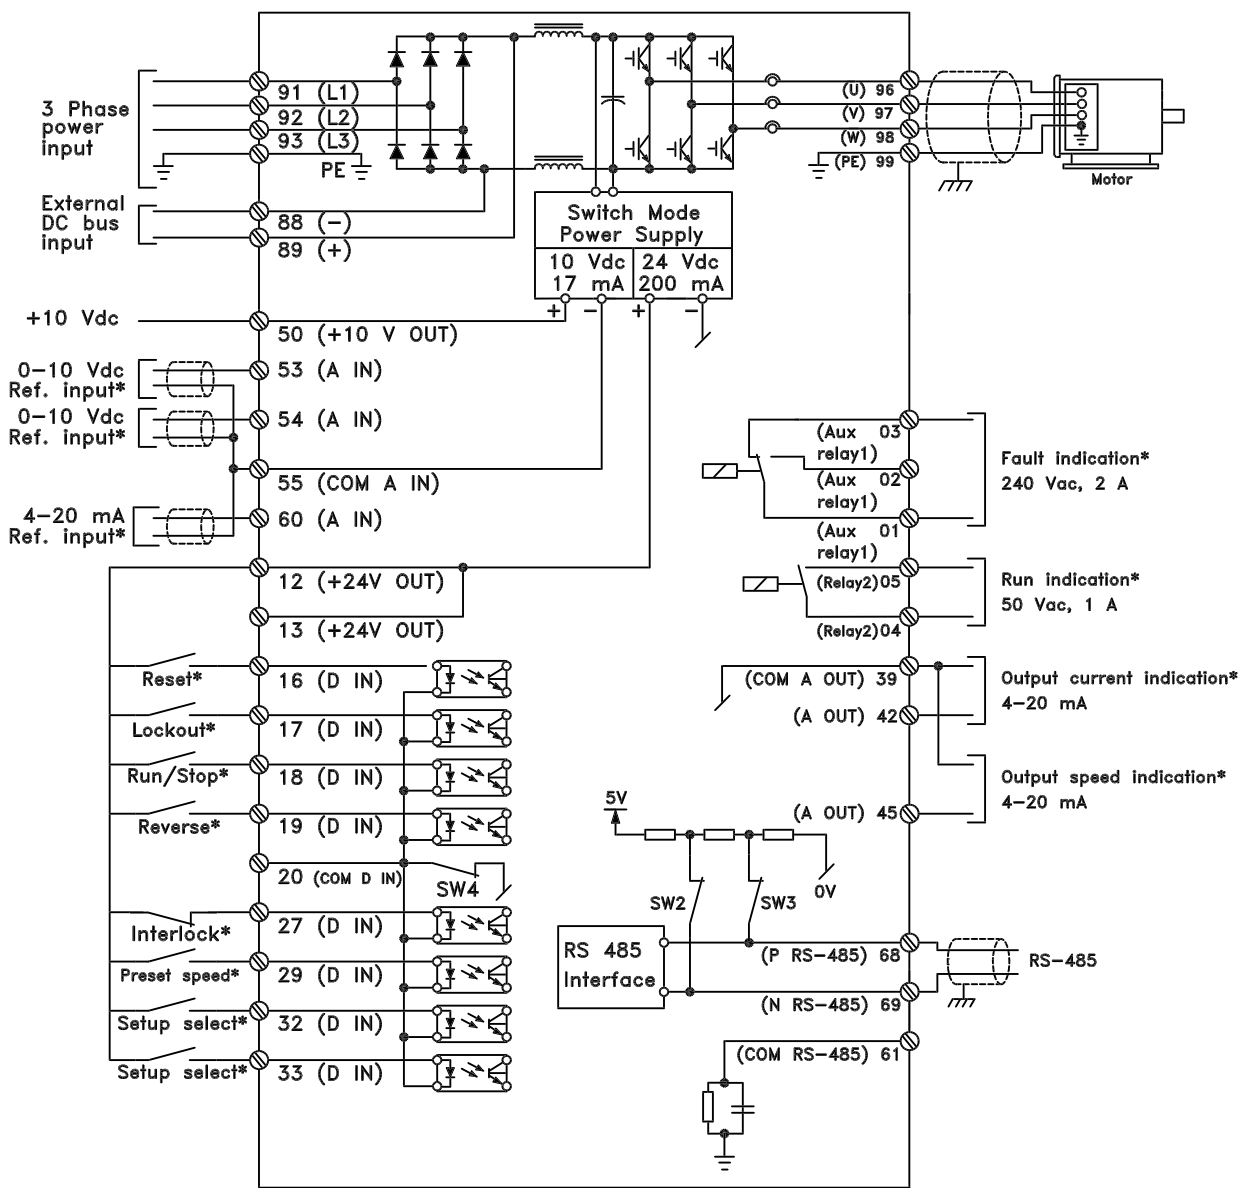 3 Phase
power
input
91 (L1)
92 (L2)
93 (L3)
PE
External
DC bus
input
88 (−)
89 (+)
Switch Mode
Power Supply
10 Vdc
17 mA
24 Vdc
200 mA
+ − + −
(U) 96
(V) 97
(W) 98
(PE) 99
Motor
+10 Vdc
50 (+10 V OUT)
0−10 Vdc
Ref. input*
53 (A IN)
0−10 Vdc
Ref. input*
54 (A IN)
55 (COM A IN)
4−20 mA
Ref. input*
60 (A IN)
12 (+24V OUT)
13 (+24V OUT)
Reset*
16 (D IN)
Lockout*
17 (D IN)
Run/Stop*
18 (D IN)
Reverse*
19 (D IN)
20 (COM D IN)
SW4
Interlock*
27 (D IN)
Preset speed*
29 (D IN)
Setup select*
32 (D IN)
Setup select*
33 (D IN)
(Aux 03
relay1)
(Aux 02
relay1)
(Aux 01
relay1)
Fault indication*
240 Vac, 2 A
(Relay2) 05
(Relay2) 04
Run indication*
50 Vac, 1 A
(COM A OUT) 39
(A OUT) 42
Output current indication*
4−20 mA
(A OUT) 45
Output speed indication*
4−20 mA
5V
0V
SW2
SW3
RS 485
Interface
(P RS−485) 68
(N RS−485) 69
RS−485
(COM RS−485) 61